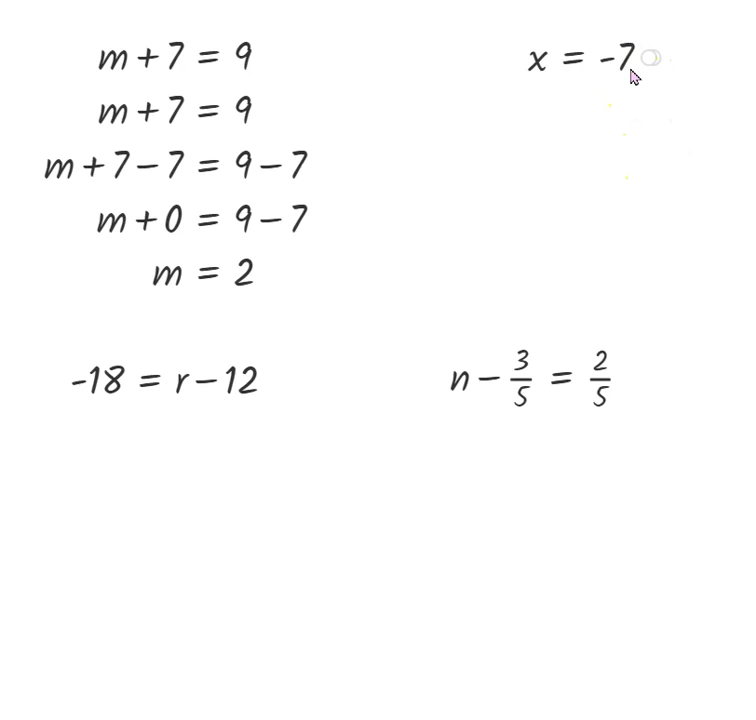 m + 7 = 9
m + 7 = 9
m + 7 - 7 = 9 - 7
m + 0 = 9 - 7
m = 2
x = -7
-18 = r - 12
n - 3/5 = 2/5